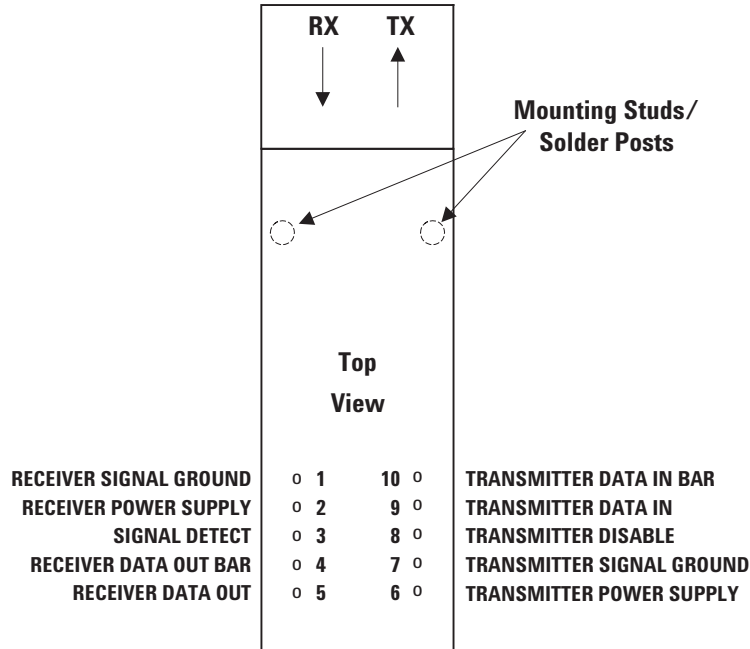 RX TX
Mounting Studs/
Solder Posts
Top
View
RECEIVER SIGNAL GROUND o 1 10 o TRANSMITTER DATA IN BAR
RECEIVER POWER SUPPLY o 2 9 o TRANSMITTER DATA IN
SIGNAL DETECT o 3 8 o TRANSMITTER DISABLE
RECEIVER DATA OUT BAR o 4 7 o TRANSMITTER SIGNAL GROUND
RECEIVER DATA OUT o 5 6 o TRANSMITTER POWER SUPPLY